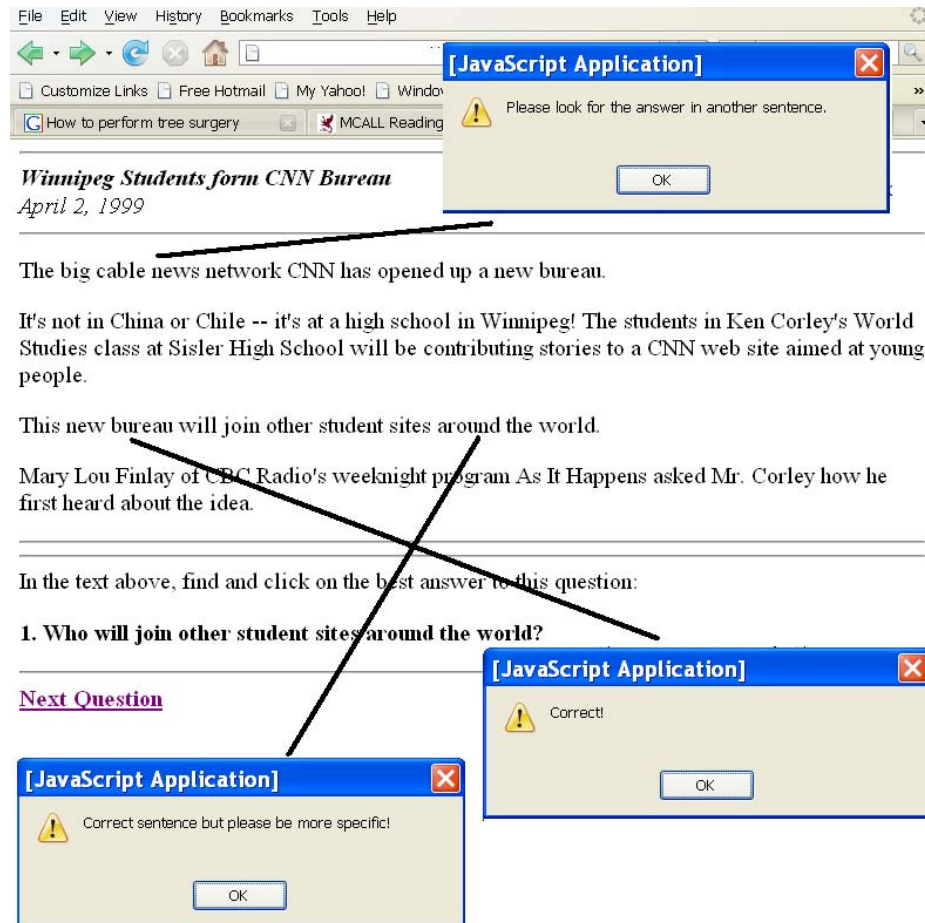 File Edit View History Bookmarks Tools Help
[JavaScript Application]
Customize Links Free Hotmail My Yahoo! Window
Please look for the answer in another sentence.
How to perform tree surgery MCALL Reading
OK
Winnipeg Students form CNN Bureau
April 2, 1999
The big cable news network CNN has opened up a new bureau.
It's not in China or Chile -- it's at a high school in Winnipeg! The students in Ken Corley's World
Studies class at Sisler High School will be contributing stories to a CNN web site aimed at young
people.
This new bureau will join other student sites around the world.
Mary Lou Finlay of CBC Radio's weeknight program As It Happens asked Mr. Corley how he
first heard about the idea.
In the text above, find and click on the best answer to this question:
1. Who will join other student sites around the world?
[JavaScript Application]
Next Question
Correct!
OK
[JavaScript Application]
Correct sentence but please be more specific!
OK